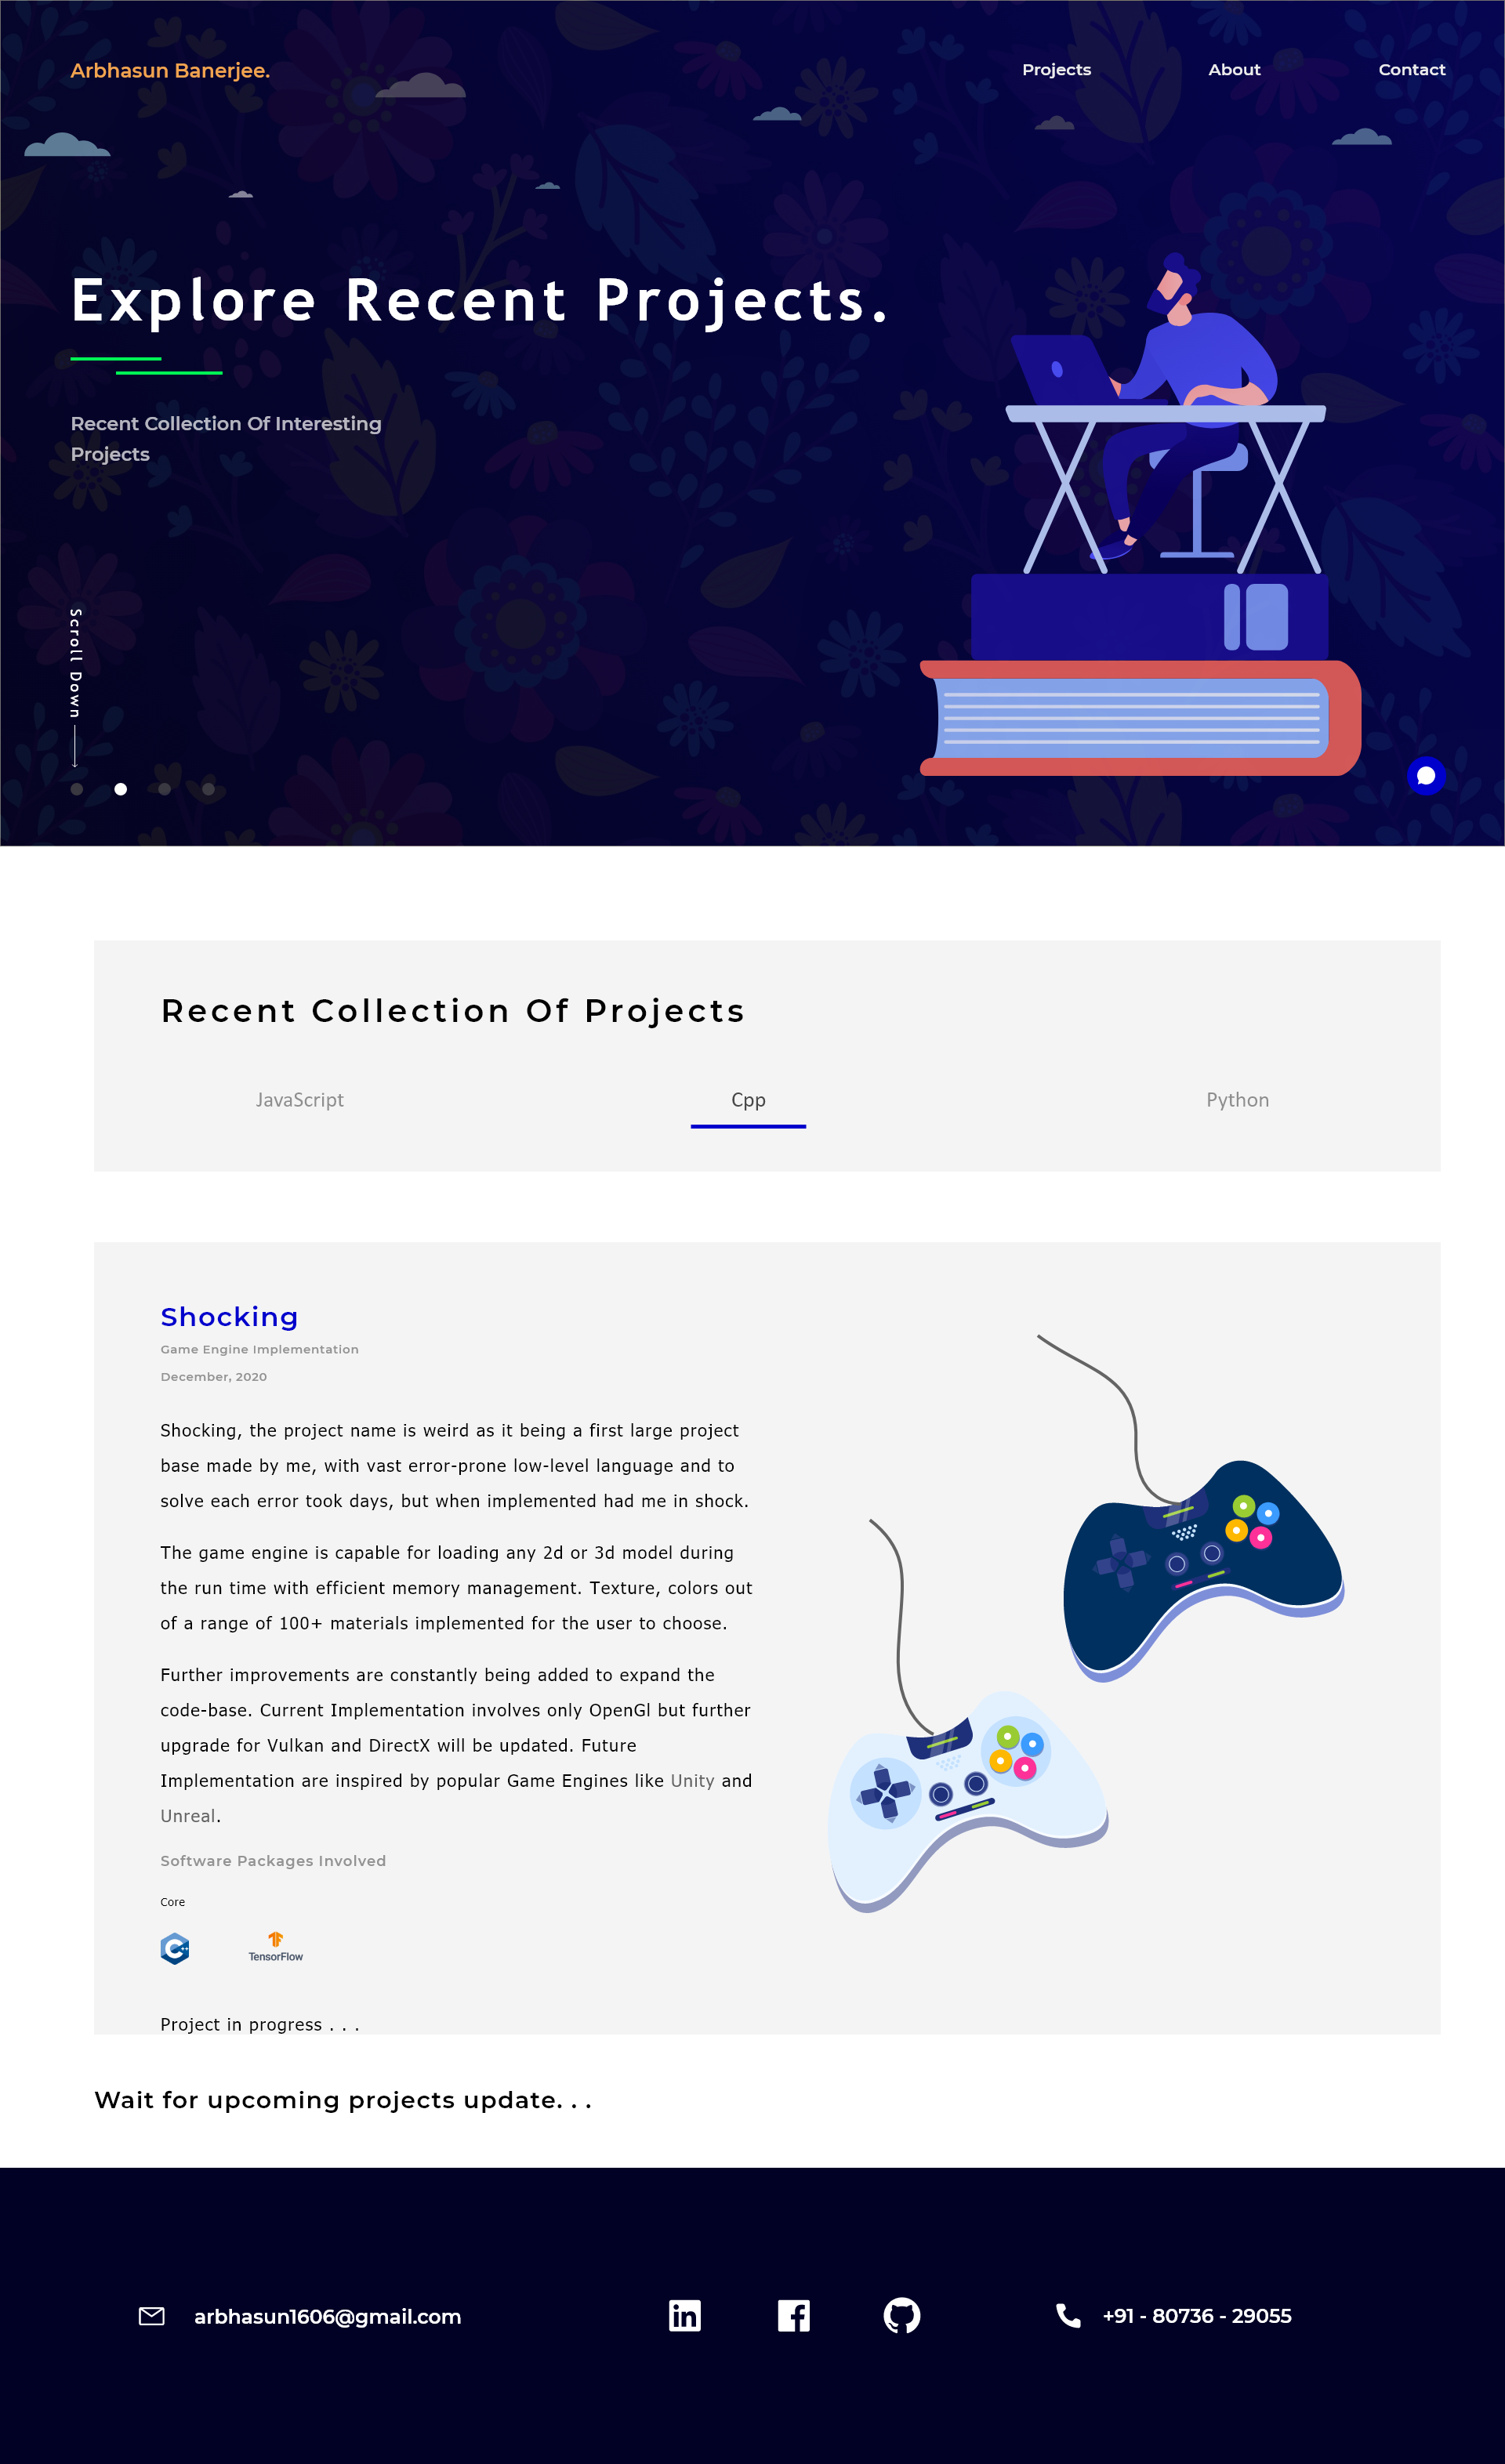 Arbhasun Banerjee.
Projects
About
Contact
Explore Recent Projects.
Recent Collection Of Interesting
Projects
Scroll Down
Recent Collection Of Projects
JavaScript
Cpp
Python
Shocking
Game Engine Implementation
December, 2020
Shocking, the project name is weird as it being a first large project
base made by me, with vast error-prone low-level language and to
solve each error took days, but when implemented had me in shock.
The game engine is capable for loading any 2d or 3d model during
the run time with efficient memory management. Texture, colors out
of a range of 100+ materials implemented for the user to choose.
Further improvements are constantly being added to expand the
code-base. Current Implementation involves only OpenGl but further
upgrade for Vulkan and DirectX will be updated. Future
Implementation are inspired by popular Game Engines like Unity and
Unreal.
Software Packages Involved
Core
C++
TensorFlow
Project in progress . . .
Wait for upcoming projects update. . .
arbhasun1606@gmail.com
in
f
+91 - 80736 - 29055